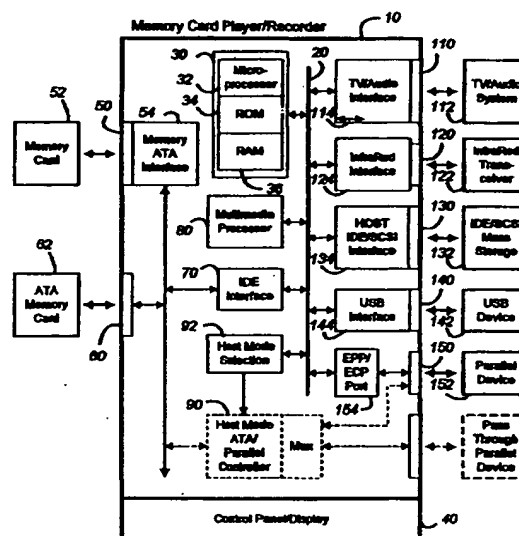 Memory Card Player/Recorder
10
30
20
110
32
Micro-
processor
34
ROM
RAM
36
TV/Audio
Interface
114
TV/Audio
System
112
52
50
54
Memory
Card
Memory
ATA
Interface
120
InfraRed
Interface
124
InfraRed
Trans-
ceiver
122
Multimedia
Processor
80
130
HOST
IDE/SCSI
Interface
134
IDE/SCSI
Mass
Storage
132
62
ATA
Memory
Card
60
70
IDE
Interface
140
USB
Interface
144
USB
Device
142
92
Host Mode
Selection
150
EPP/
ECP
Port
154
Parallel
Device
152
90
Host Mode
ATA/
Parallel
Controller
Mux
Pass
Through
Parallel
Device
Control Panel/Display
40